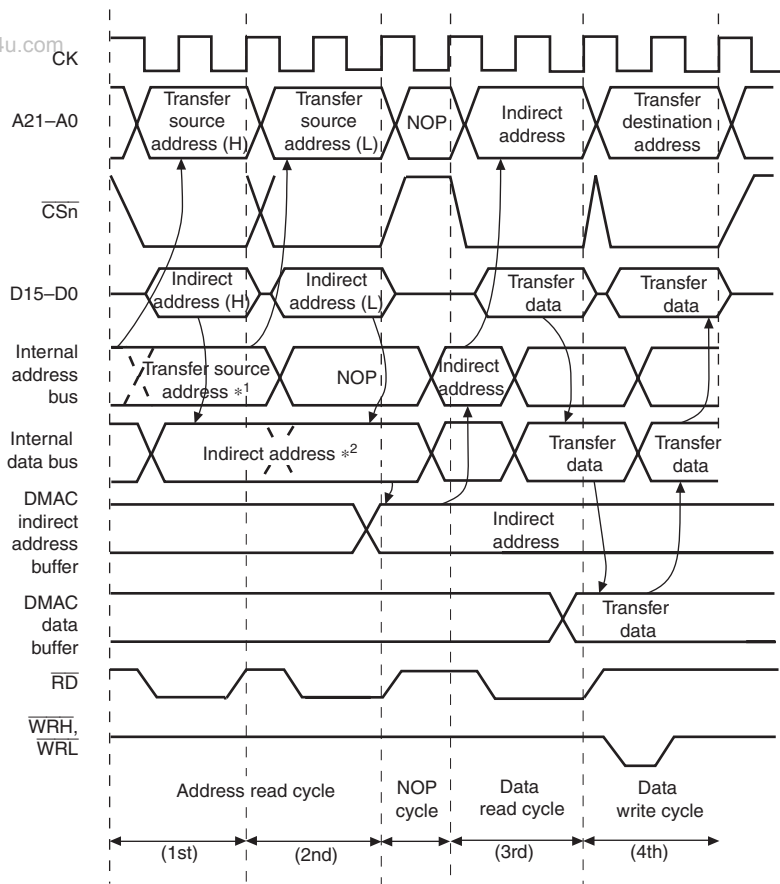 4u.com
CK
A21–A0
Transfer source address (H)
Transfer source address (L)
NOP
Indirect address
Transfer destination address
CSn
D15–D0
Indirect address (H)
Indirect address (L)
Transfer data
Transfer data
Internal address bus
Transfer source address *1
NOP
Indirect address
Internal data bus
Indirect address *2
Transfer data
Transfer data
DMAC indirect address buffer
Indirect address
DMAC data buffer
Transfer data
RD
WRH,
WRL
Address read cycle
NOP cycle
Data read cycle
Data write cycle
(1st)
(2nd)
(3rd)
(4th)